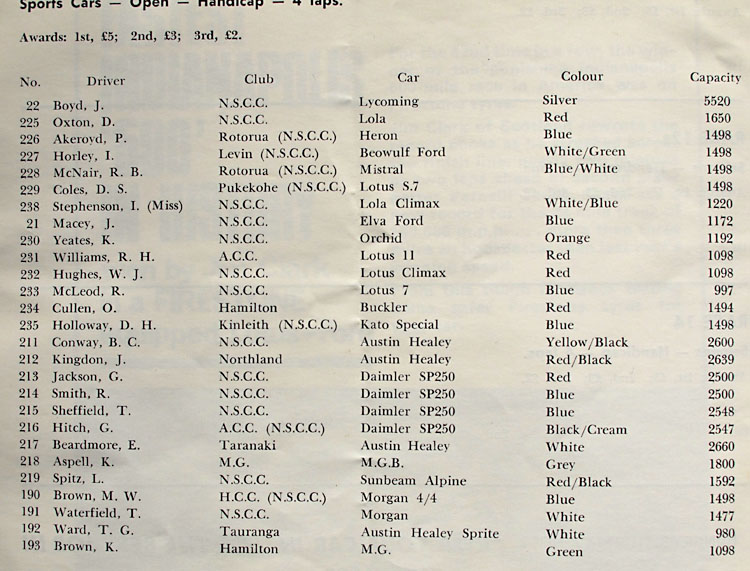 Sports Cars — Open — Handicap — 4 laps.
Awards: 1st, £5; 2nd, £3; 3rd, £2.
No. Driver Club Car Colour Capacity
22 Boyd, J. N.S.C.C. Lycoming Silver 5520
225 Oxton, D. N.S.C.C. Lola Red 1650
226 Akeroyd, P. Rotorua (N.S.C.C.) Heron Blue 1498
227 Horley, I. Levin (N.S.C.C.) Beowulf Ford White/Green 1498
228 McNair, R. B. Rotorua (N.S.C.C.) Mistral Blue/White 1498
229 Coles, D. S. Pukekohe (N.S.C.C.) Lotus S.7 1498
238 Stephenson, I. (Miss) N.S.C.C. Lola Climax White/Blue 1220
21 Macey, J. N.S.C.C. Elva Ford Blue 1172
230 Yeates, K. N.S.C.C. Orchid Orange 1192
231 Williams, R. H. A.C.C. Lotus 11 Red 1098
232 Hughes, W. J. N.S.C.C. Lotus Climax Red 1098
233 McLeod, R. N.S.C.C. Lotus 7 Blue 997
234 Cullen, O. Hamilton Buckler Red 1494
235 Holloway, D. H. Kinleith (N.S.C.C.) Kato Special Blue 1498
211 Conway, B. C. N.S.C.C. Austin Healey Yellow/Black 2600
212 Kingdon, J. Northland Austin Healey Red/Black 2639
213 Jackson, G. N.S.C.C. Daimler SP250 Red 2500
214 Smith, R. N.S.C.C. Daimler SP250 Blue 2500
215 Sheffield, T. N.S.C.C. Daimler SP250 Blue 2548
216 Hitch, G. A.C.C. (N.S.C.C.) Daimler SP250 Black/Cream 2547
217 Beardmore, E. Taranaki Austin Healey White 2660
218 Aspell, K. M.G. M.G.B. Grey 1800
219 Spitz, L. N.S.C.C. Sunbeam Alpine Red/Black 1592
190 Brown, M. W. H.C.C. (N.S.C.C.) Morgan 4/4 Blue 1498
191 Waterfield, T. N.S.C.C. Morgan White 1477
192 Ward, T. G. Tauranga Austin Healey Sprite White 980
193 Brown, K. Hamilton M.G. Green 1098